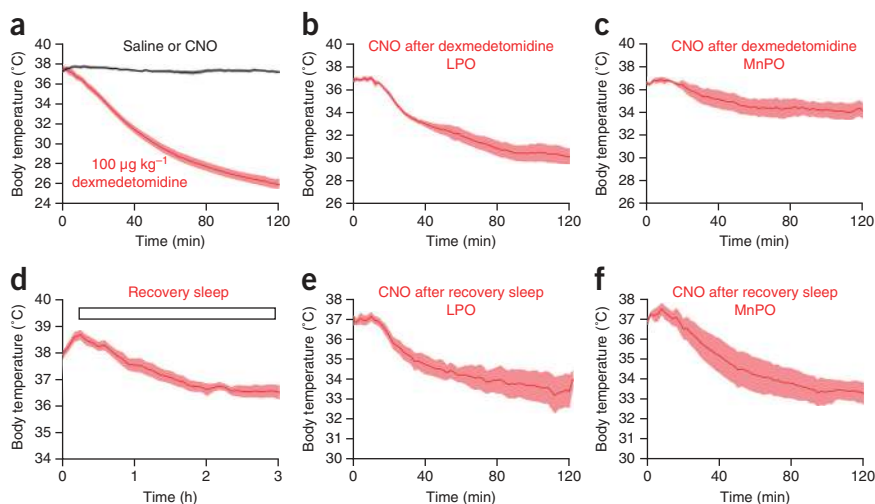 a
Saline or CNO
Body temperature (°C)
40
38
36
34
32
30
28
26
24
100 µg kg⁻¹
dexmedetomidine
0
40
80
120
Time (min)
b
CNO after dexmedetomidine
LPO
Body temperature (°C)
40
38
36
34
32
30
28
26
0
40
80
120
Time (min)
c
CNO after dexmedetomidine
MnPO
Body temperature (°C)
40
38
36
34
32
30
28
26
0
40
80
120
Time (min)
d
Recovery sleep
Body temperature (°C)
40
39
38
37
36
35
34
0
1
2
3
Time (h)
e
CNO after recovery sleep
LPO
Body temperature (°C)
38
37
36
35
34
33
32
31
30
0
40
80
120
Time (min)
f
CNO after recovery sleep
MnPO
Body temperature (°C)
38
37
36
35
34
33
32
31
30
0
40
80
120
Time (min)